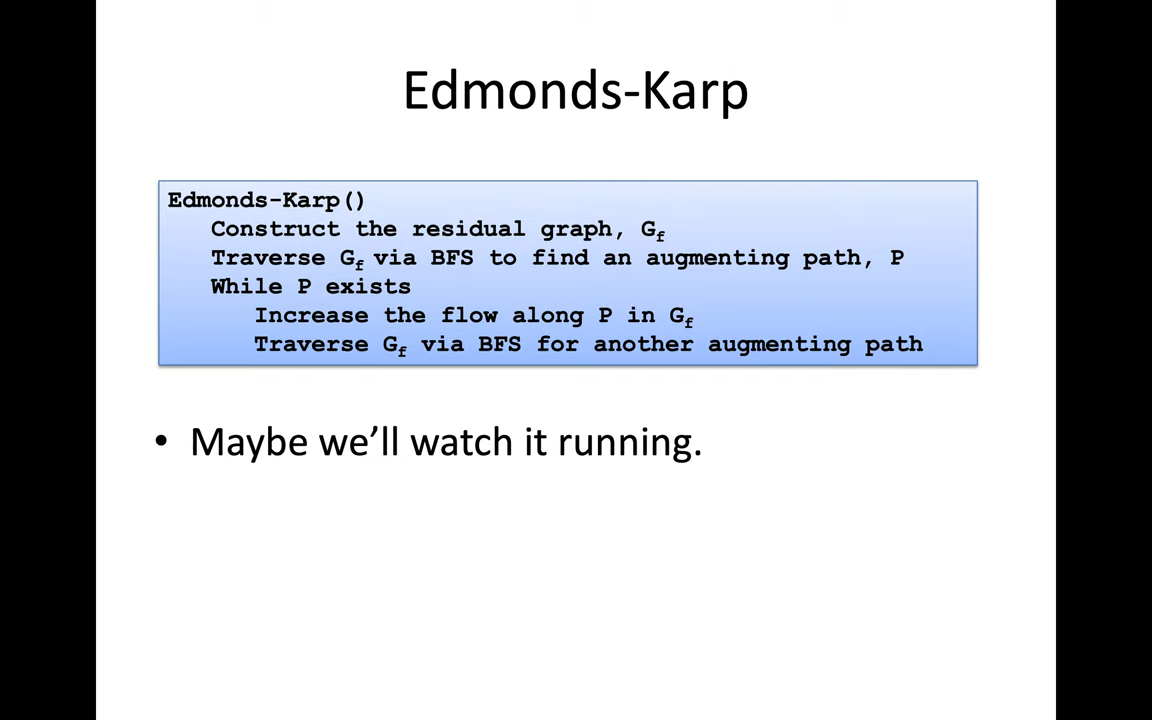 Edmonds-Karp
Edmonds-Karp()
Construct the residual graph, Gf
Traverse Gf via BFS to find an augmenting path, P
While P exists
Increase the flow along P in Gf
Traverse Gf via BFS for another augmenting path
• Maybe we’ll watch it running.